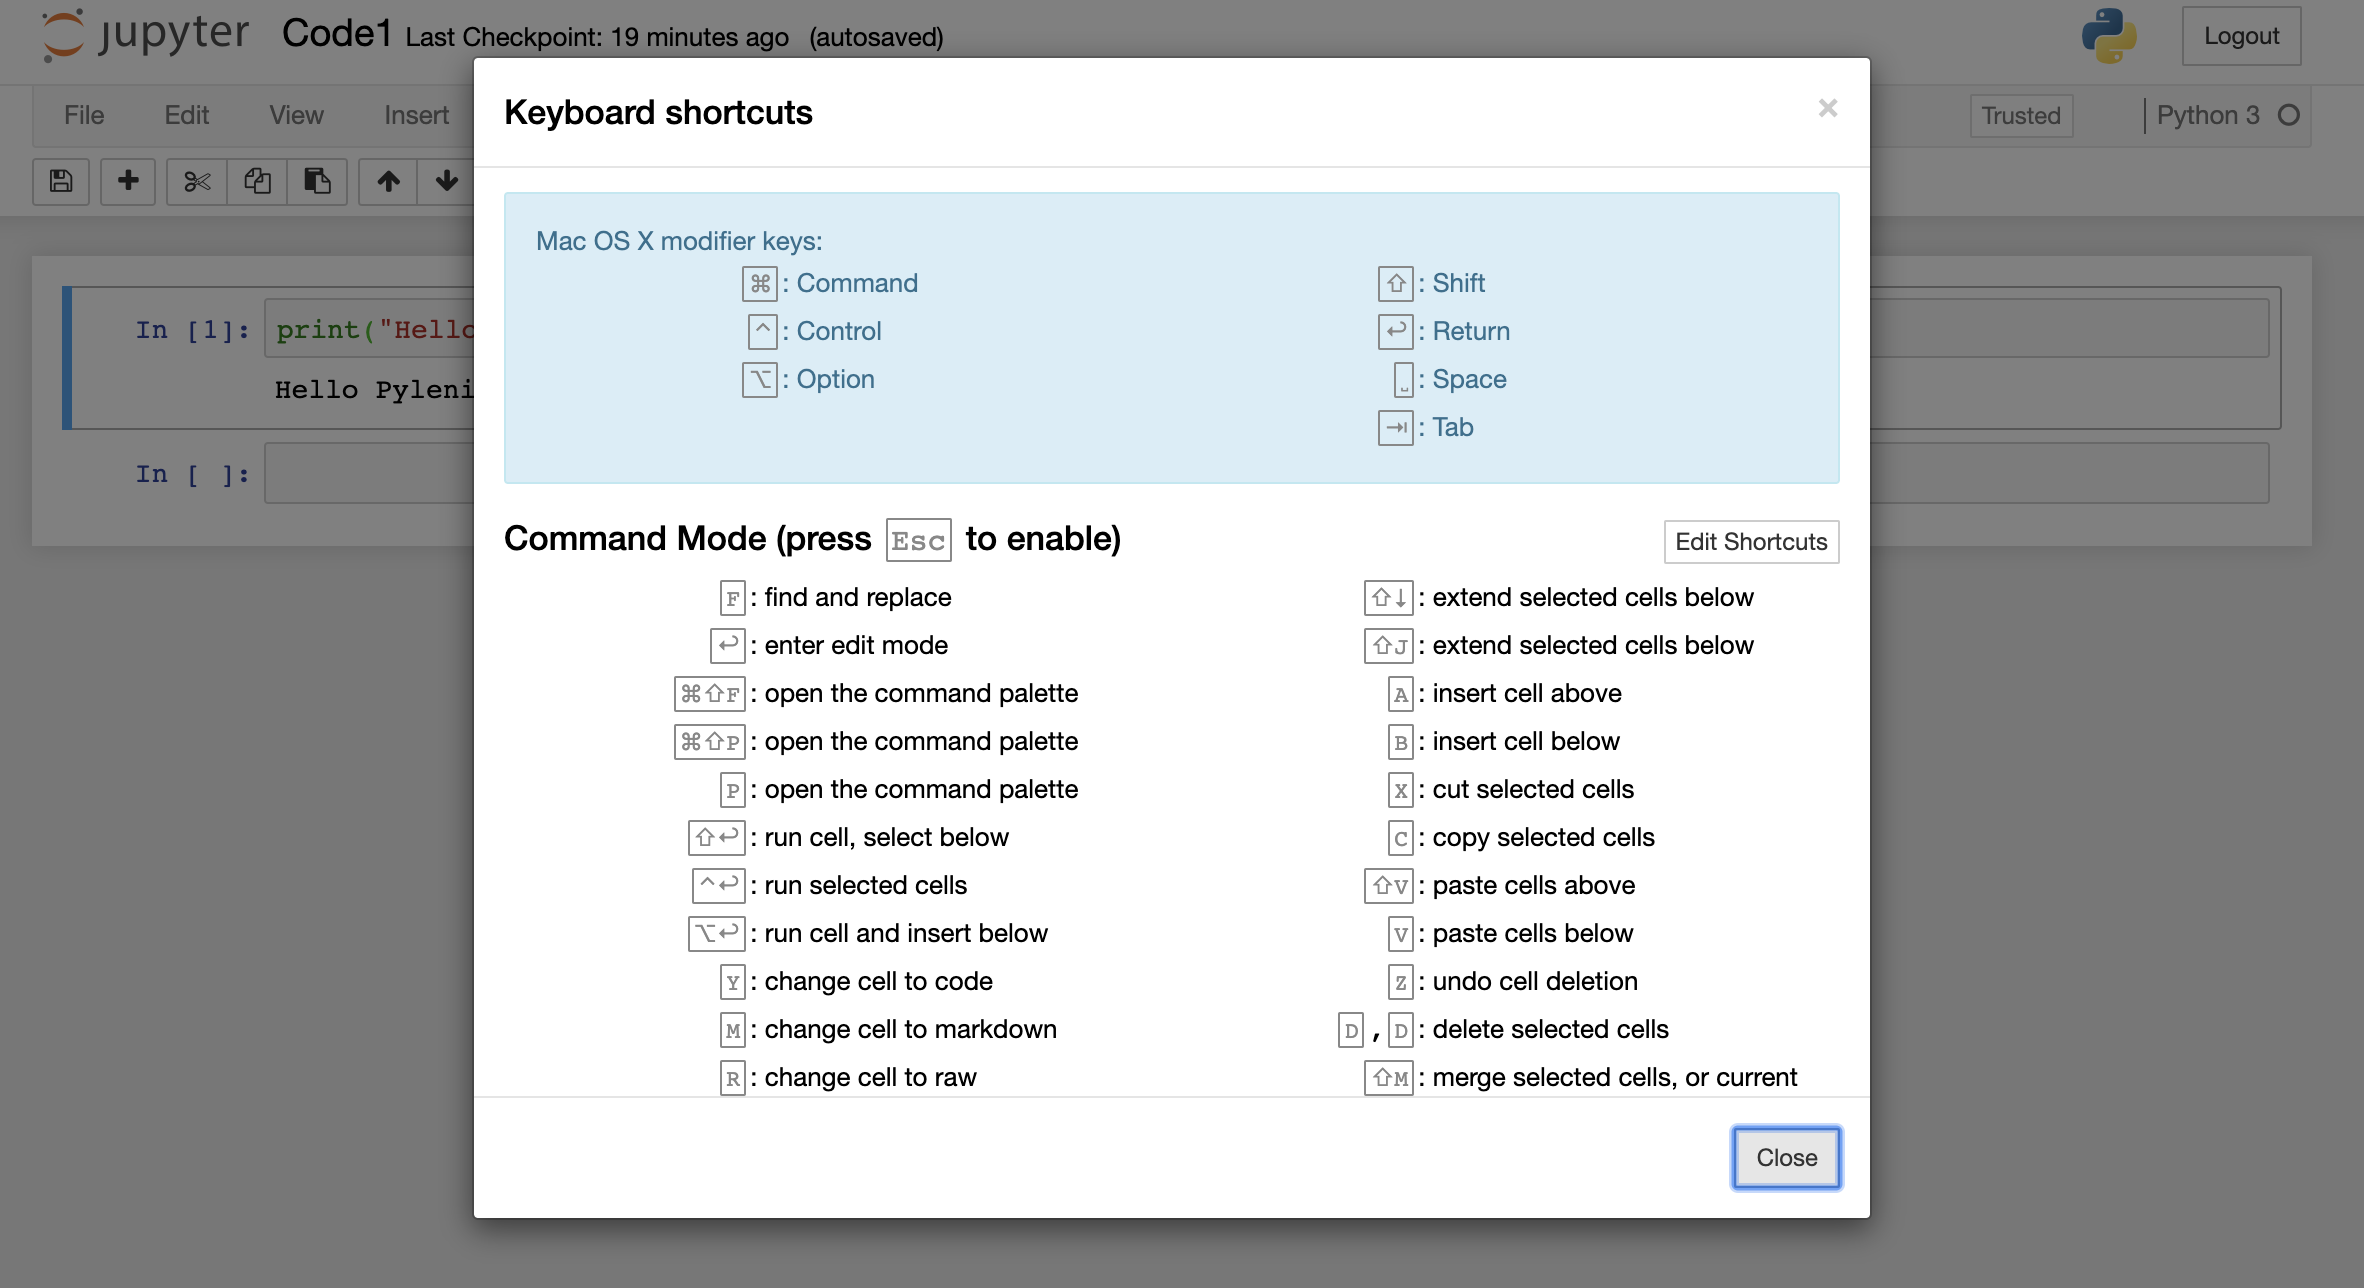 jupyter Code1 Last Checkpoint: 19 minutes ago (autosaved)
Logout
File Edit View Insert
Trusted
Python 3
In [1]: print("Hello
Hello Pyleni
In [ ]:
Keyboard shortcuts
×
Mac OS X modifier keys:
⌘ : Command
^ : Control
⌥ : Option
⇧ : Shift
↩ : Return
␣ : Space
⇥ : Tab
Command Mode (press Esc to enable)
Edit Shortcuts
F : find and replace
↩ : enter edit mode
⌘⇧F : open the command palette
⌘⇧P : open the command palette
P : open the command palette
⇧↩ : run cell, select below
^↩ : run selected cells
⌥↩ : run cell and insert below
Y : change cell to code
M : change cell to markdown
R : change cell to raw
⇧↓ : extend selected cells below
⇧J : extend selected cells below
A : insert cell above
B : insert cell below
X : cut selected cells
C : copy selected cells
⇧V : paste cells above
V : paste cells below
Z : undo cell deletion
D , D : delete selected cells
⇧M : merge selected cells, or current
Close